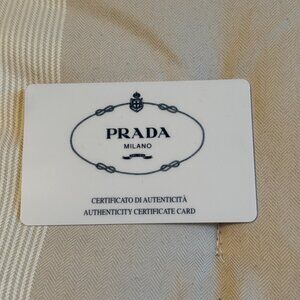 PRADA
MILANO
CERTIFICATO DI AUTENTICITÀ
AUTHENTICITY CERTIFICATE CARD